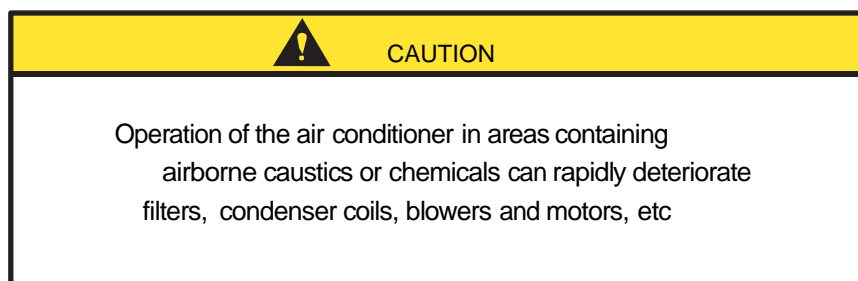 CAUTION
Operation of the air conditioner in areas containing
airborne caustics or chemicals can rapidly deteriorate
filters, condenser coils, blowers and motors, etc